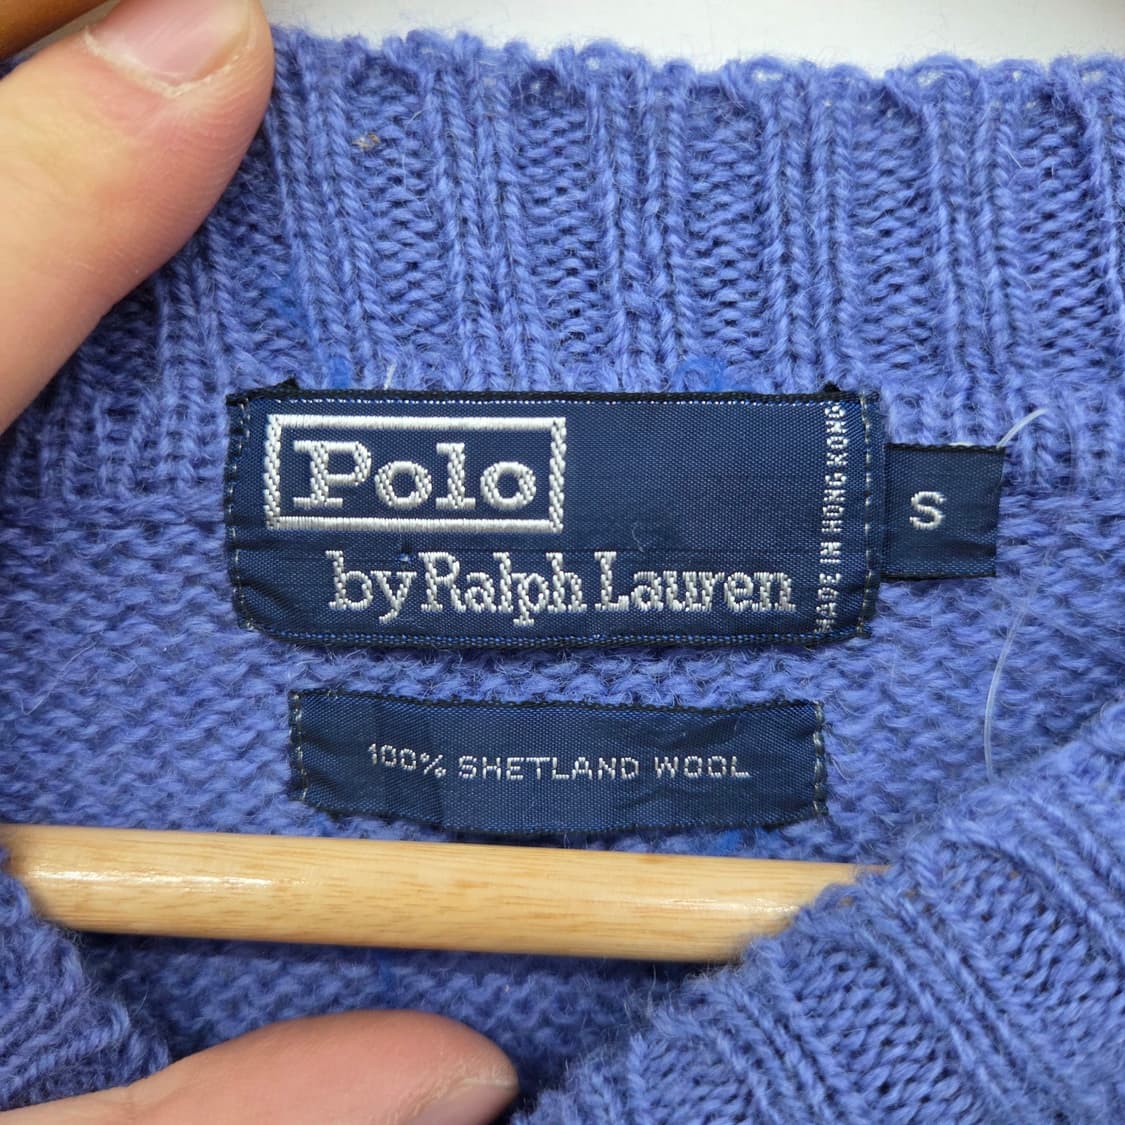 Polo
by Ralph Lauren
MADE IN HONG KONG
S
100% SHETLAND WOOL